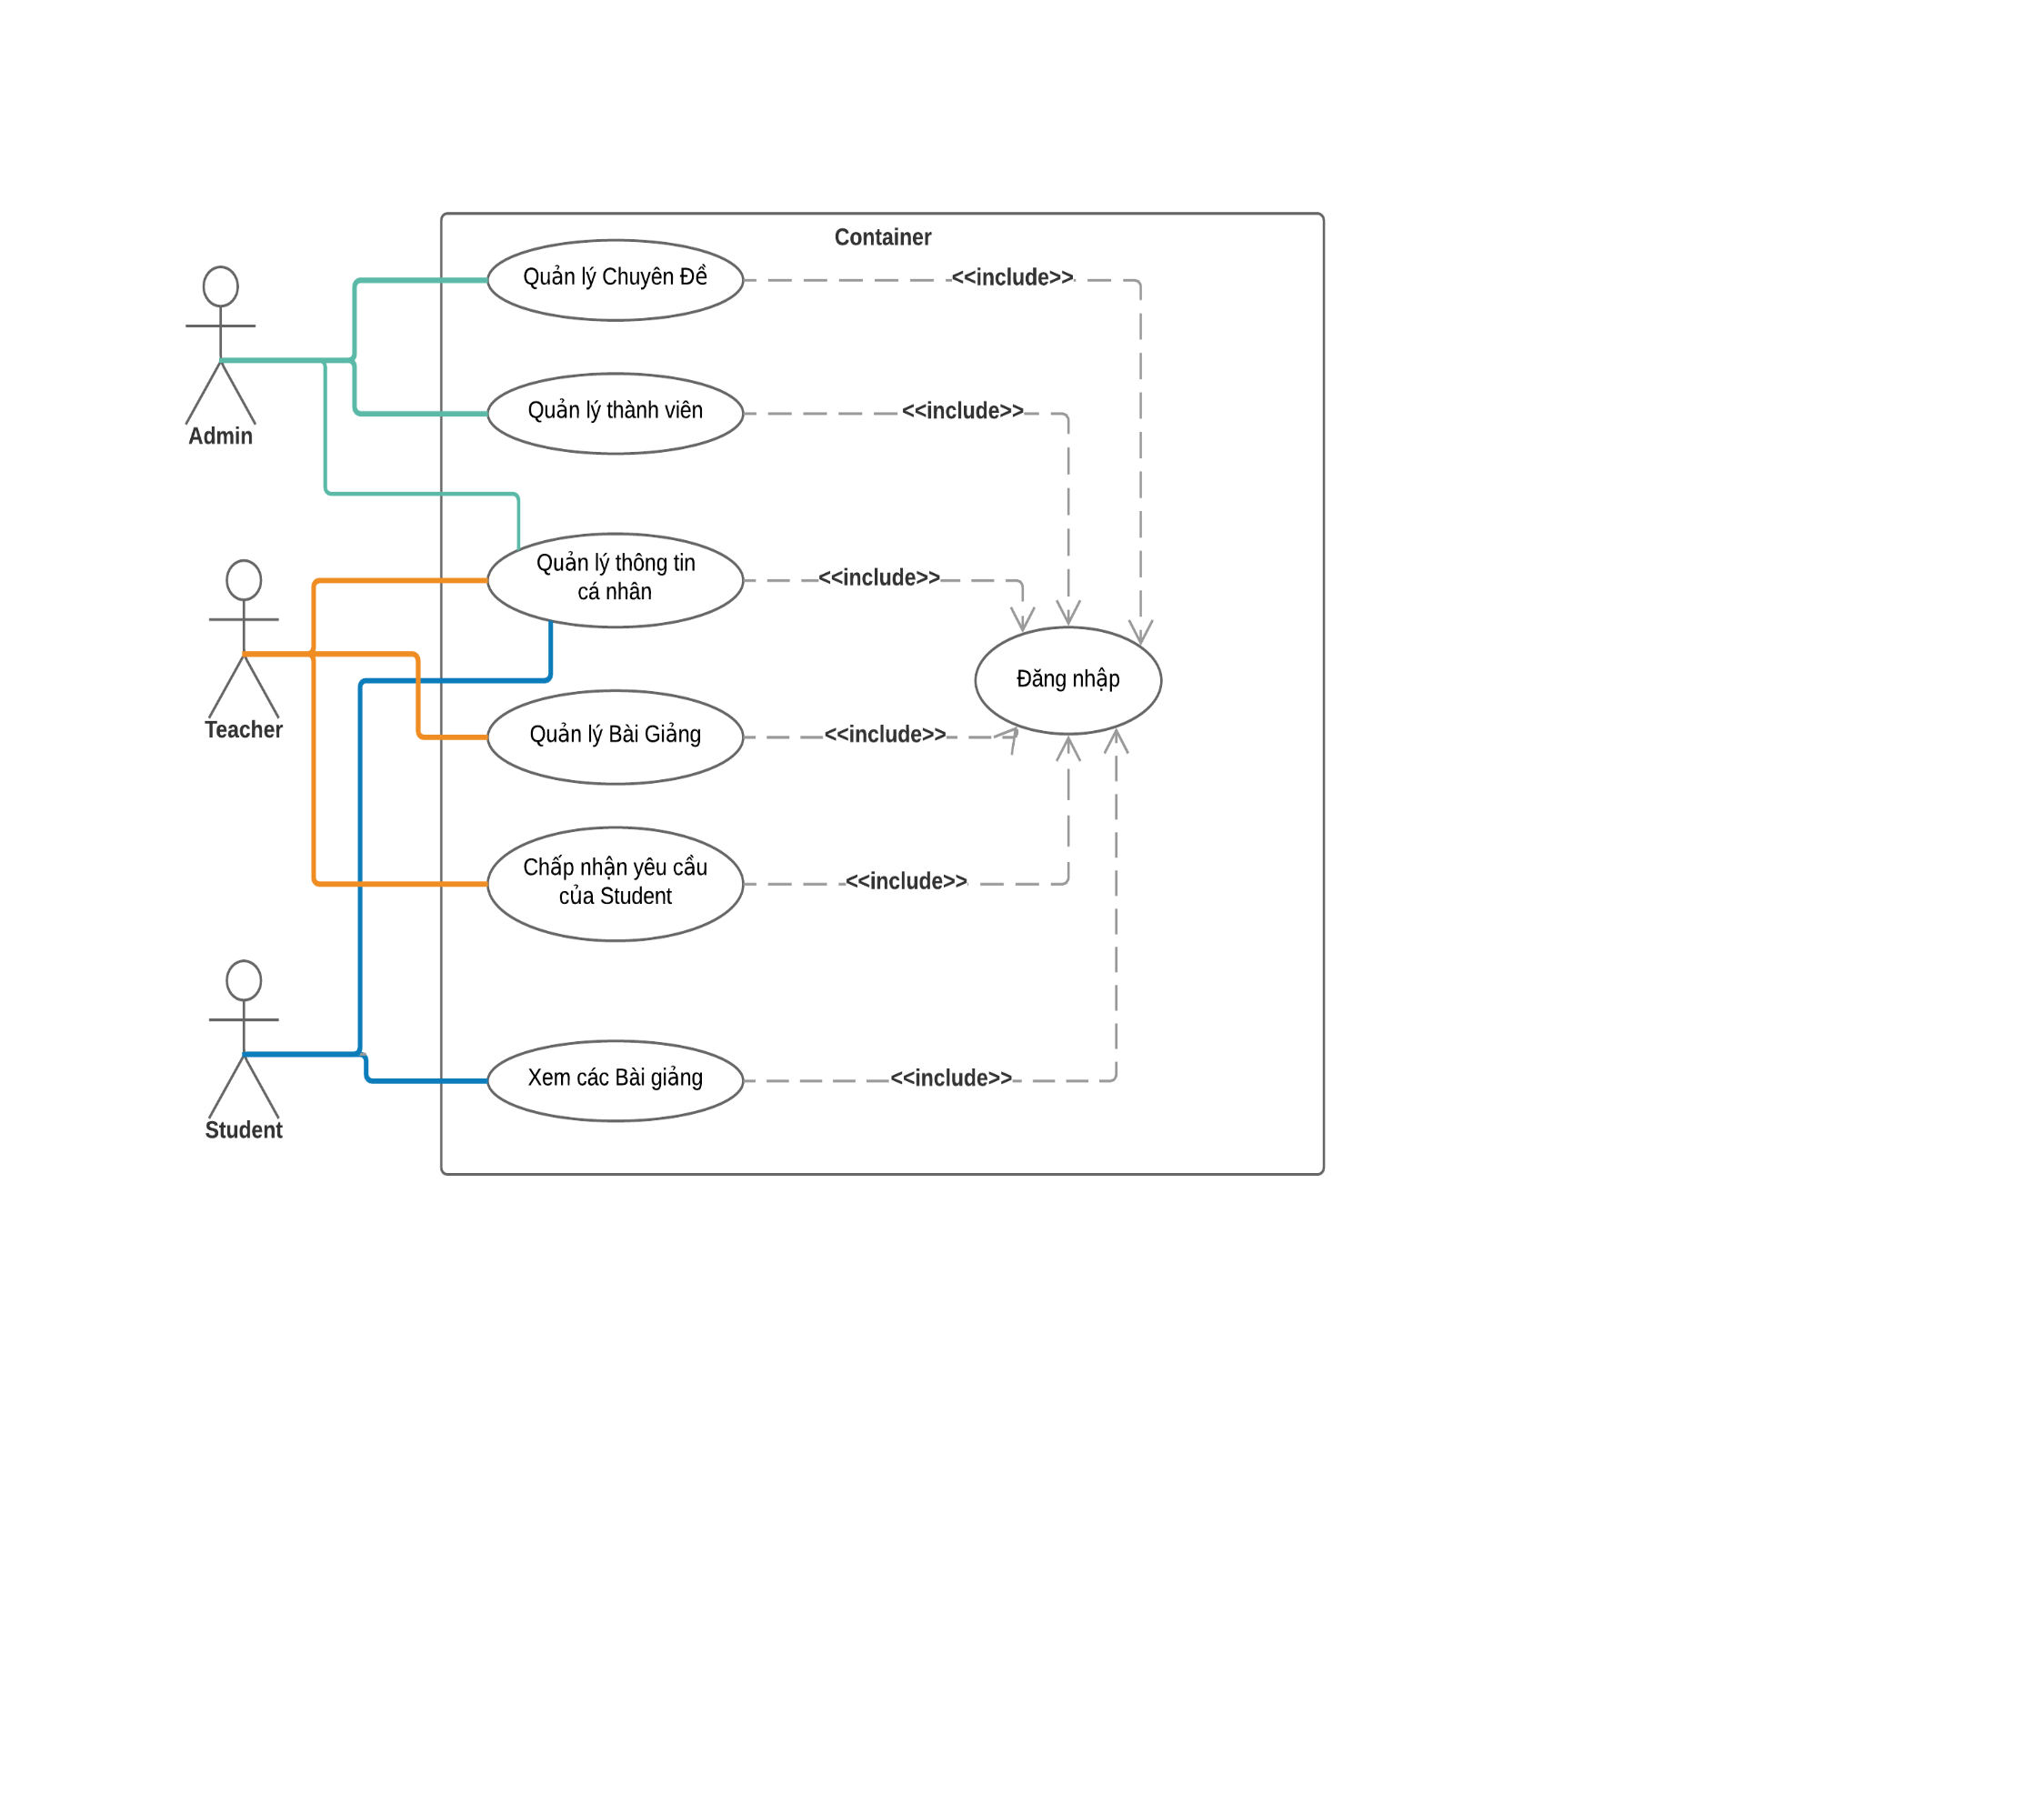 Container
Quản lý Chuyên Đề
<<include>>
Quản lý thành viên
<<include>>
Admin
Quản lý thông tin
cá nhân
<<include>>
Đăng nhập
Teacher
Quản lý Bài Giảng
<<include>>
Chấp nhận yêu cầu
của Student
<<include>>
Xem các Bài giảng
<<include>>
Student